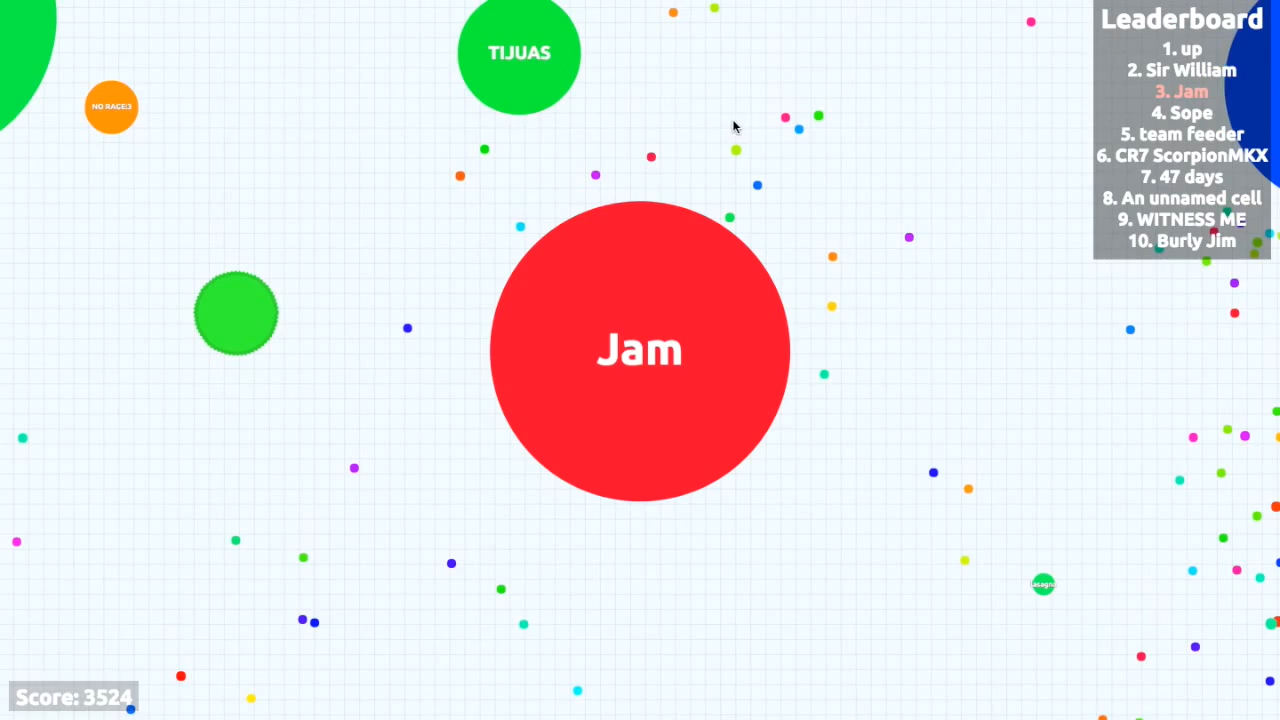 TIJUAS
NO RAGE:3
Jam
Leaderboard
1. up
2. Sir William
3. Jam
4. Sope
5. team feeder
6. CR7 ScorpionMKX
7. 47 days
8. An unnamed cell
9. WITNESS ME
10. Burly Jim
Score: 3524